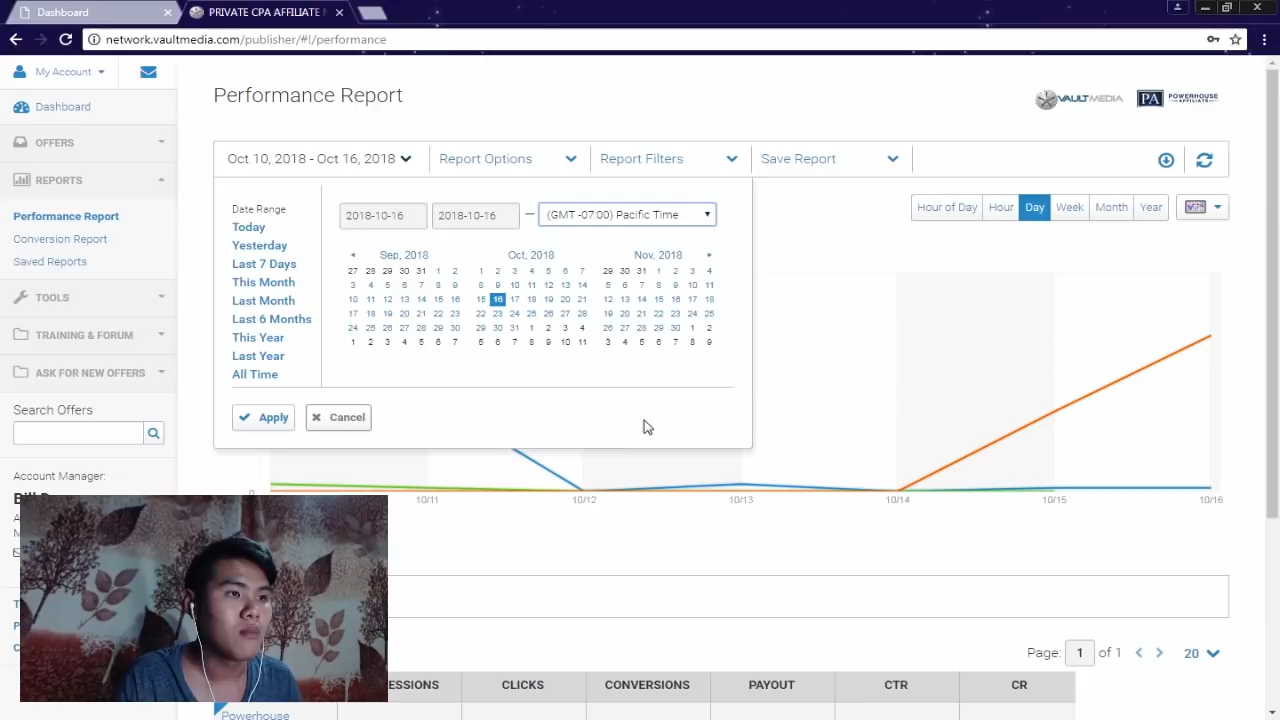 Dashboard
PRIVATE CPA AFFILIATE
network.vaultmedia.com/publisher/#!/performance
My Account
Dashboard
OFFERS
REPORTS
Performance Report
Conversion Report
Saved Reports
TOOLS
TRAINING & FORUM
ASK FOR NEW OFFERS
Search Offers
Account Manager:
Performance Report
VAULTMEDIA
PA POWERHOUSE AFFILIATE
Oct 10, 2018 - Oct 16, 2018 Report Options Report Filters Save Report
Hour of Day Hour Day Week Month Year
Date Range
Today
Yesterday
Last 7 Days
This Month
Last Month
Last 6 Months
This Year
Last Year
All Time
2018-10-16 2018-10-16 — (GMT -07:00) Pacific Time
Sep, 2018 Oct, 2018 Nov, 2018
27 28 29 30 31 1 2 1 2 3 4 5 6 7 29 30 31 1 2 3 4
3 4 5 6 7 8 9 8 9 10 11 12 13 14 5 6 7 8 9 10 11
10 11 12 13 14 15 16 15 16 17 18 19 20 21 12 13 14 15 16 17 18
17 18 19 20 21 22 23 22 23 24 25 26 27 28 19 20 21 22 23 24 25
24 25 26 27 28 29 30 29 30 31 1 2 3 4 26 27 28 29 30 1 2
1 2 3 4 5 6 7 5 6 7 8 9 10 11 3 4 5 6 7 8 9
Apply Cancel
0 10/11 10/12 10/13 10/14 10/15 10/16
Page: 1 of 1 20
ESSIONS CLICKS CONVERSIONS PAYOUT CTR CR
Powerhouse